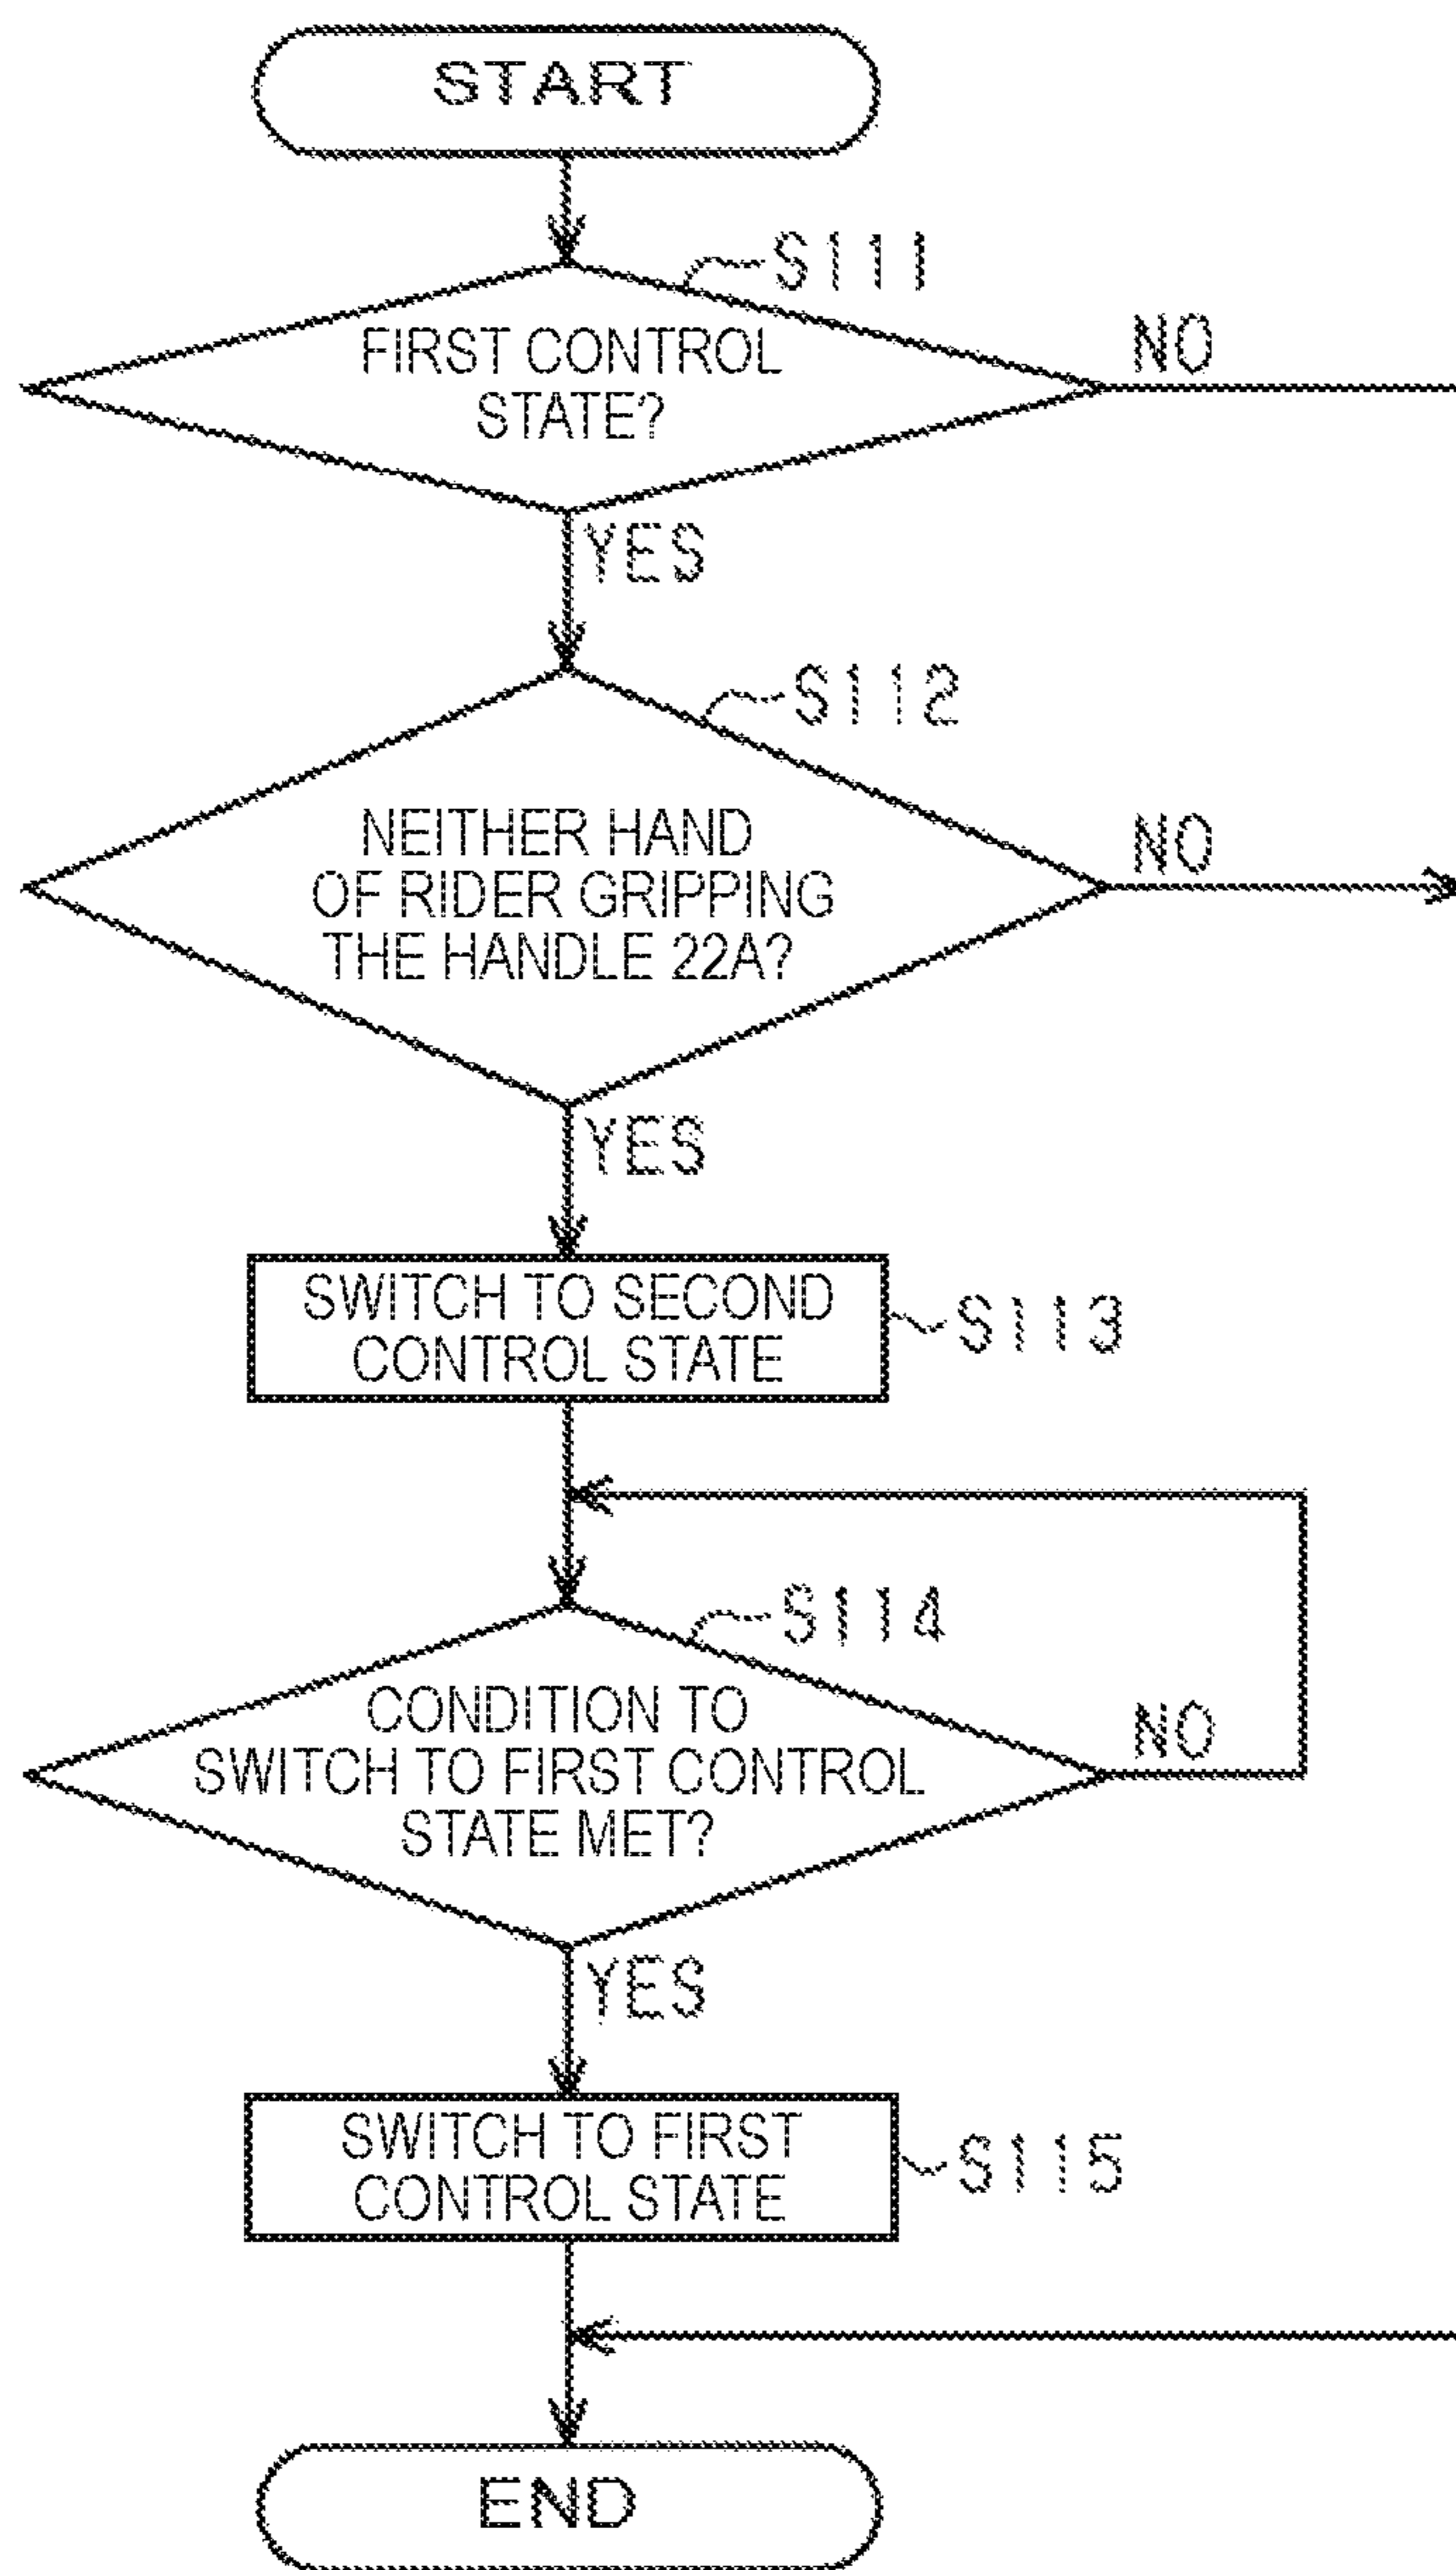 START
S111
FIRST CONTROL
STATE?
NO
YES
S112
NEITHER HAND
OF RIDER GRIPPING
THE HANDLE 22A?
NO
YES
SWITCH TO SECOND
CONTROL STATE
S113
S114
CONDITION TO
SWITCH TO FIRST CONTROL
STATE MET?
NO
YES
SWITCH TO FIRST
CONTROL STATE
S115
END